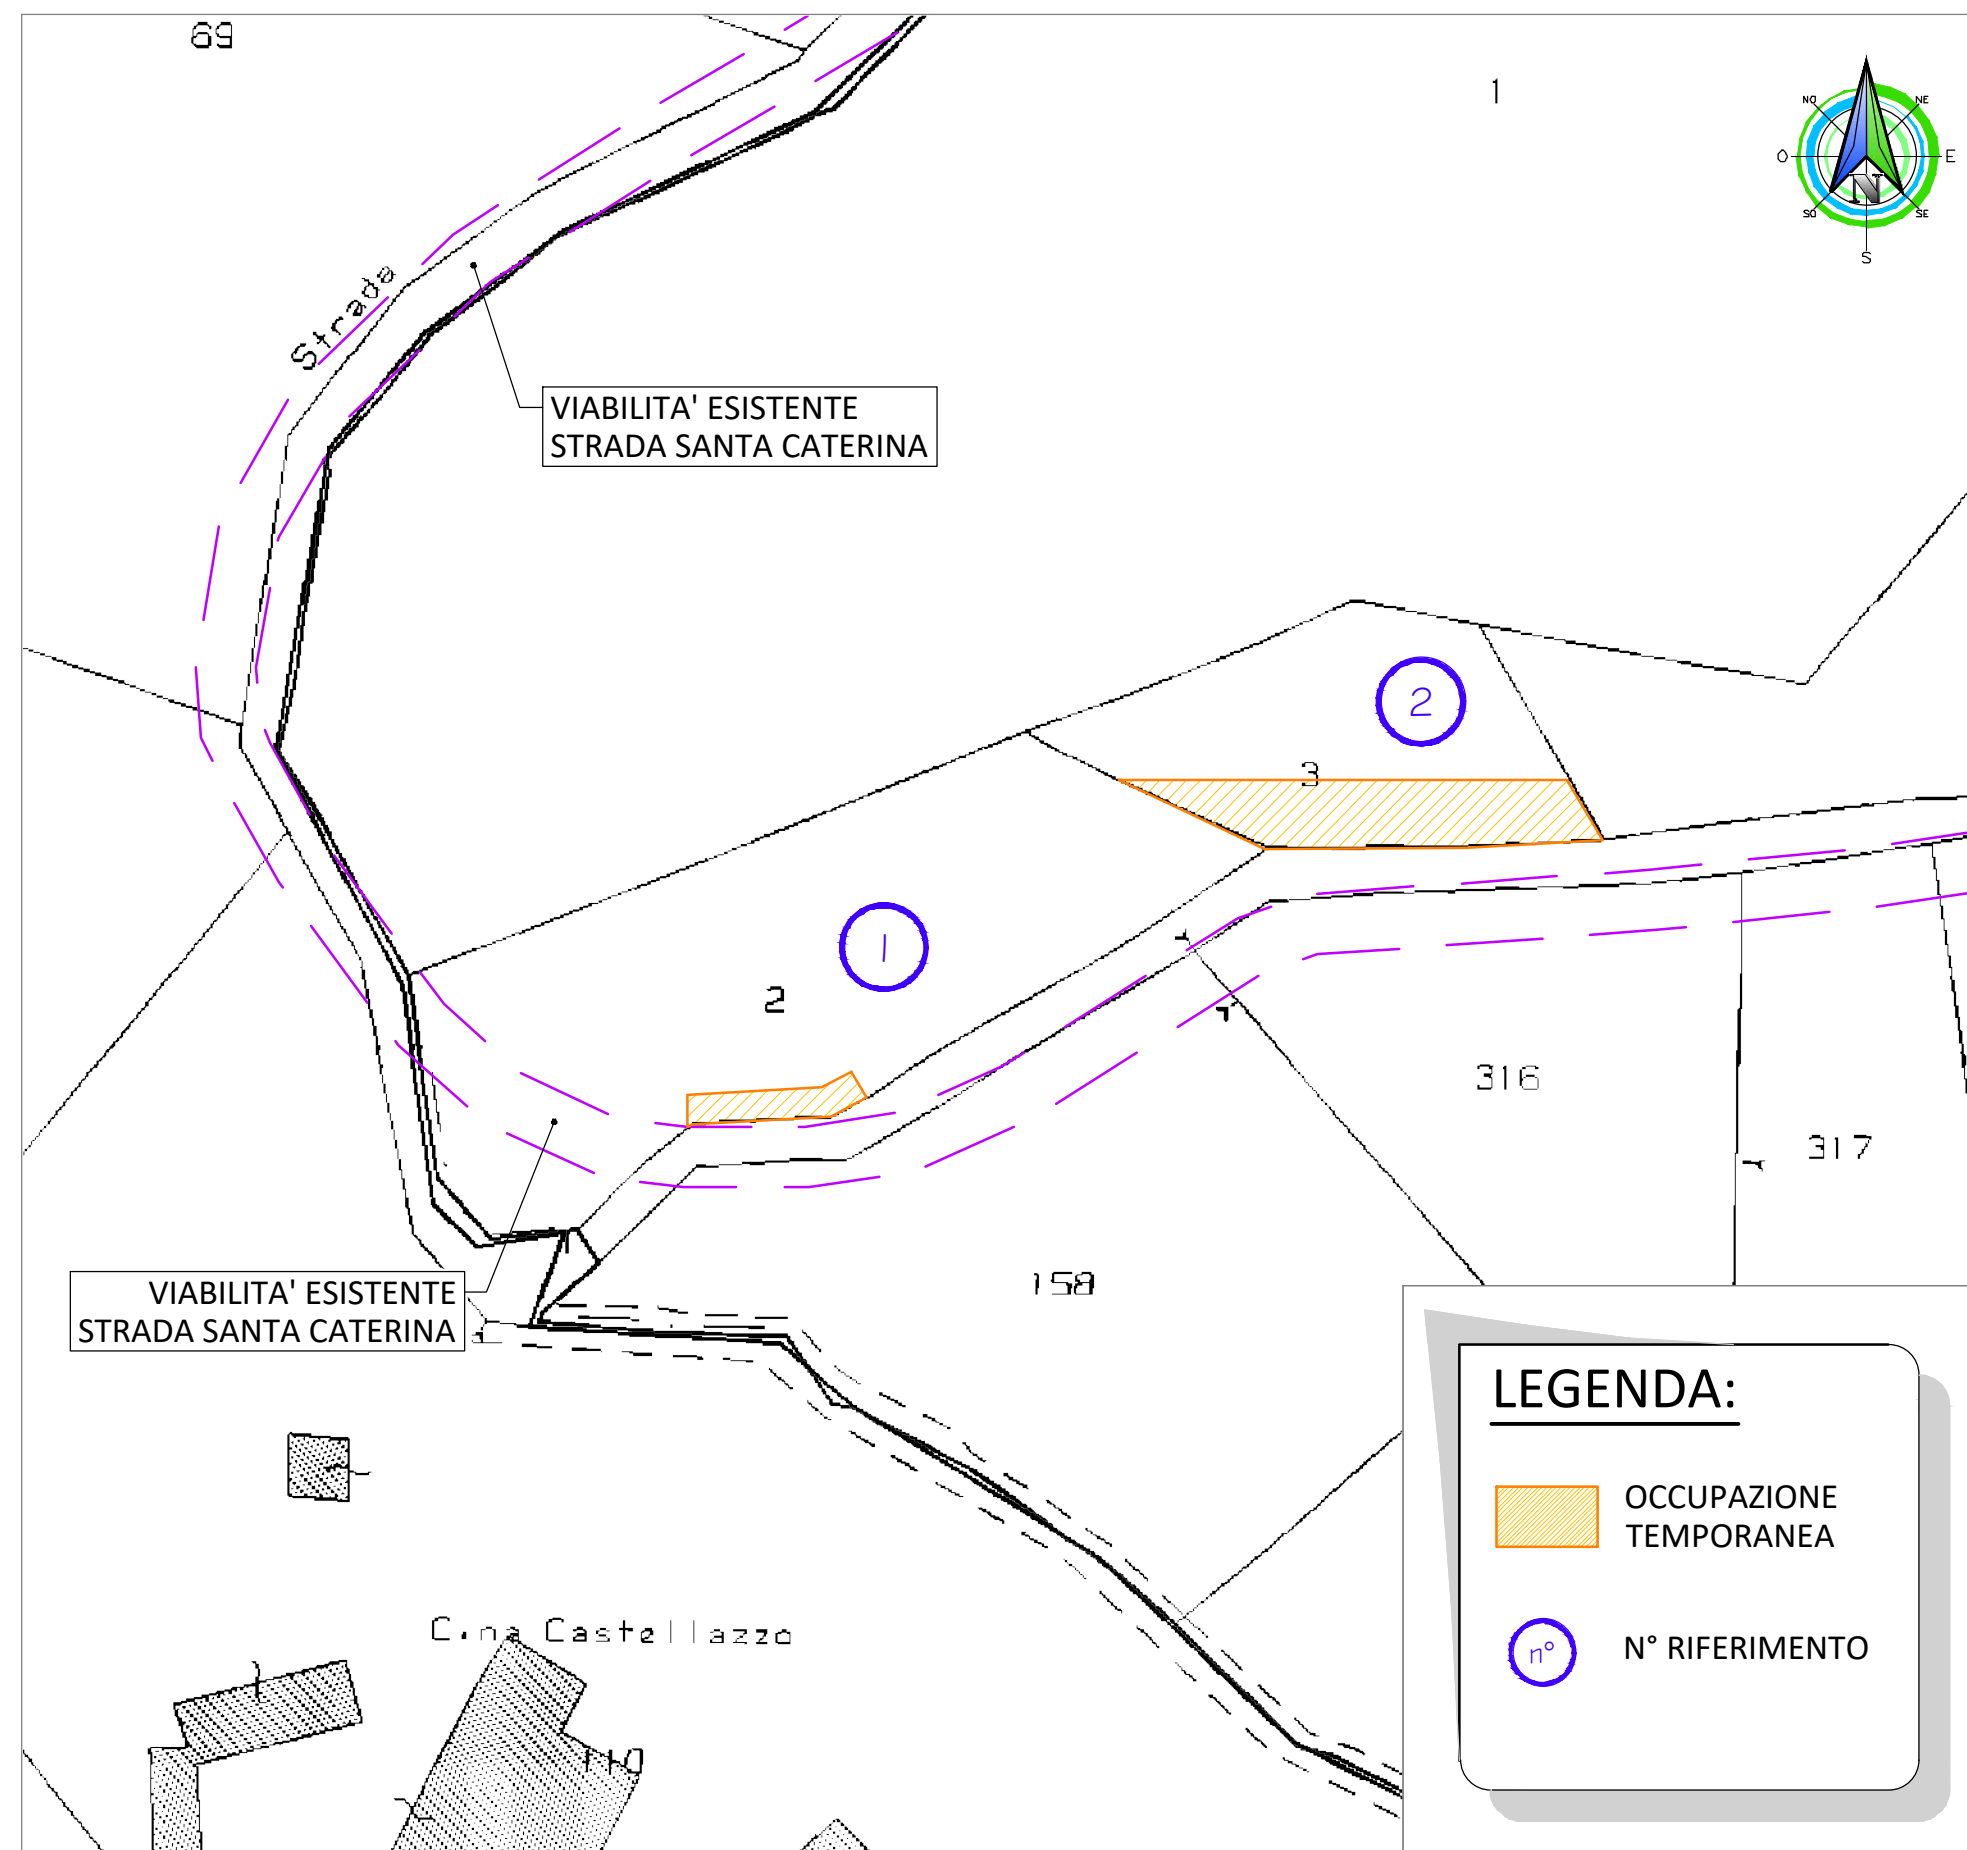 69
1
NO
NE
O
E
N
SO
SE
S
Strada
VIABILITA' ESISTENTE
STRADA SANTA CATERINA
2
3
1
2
316
317
158
VIABILITA' ESISTENTE
STRADA SANTA CATERINA
LEGENDA:
OCCUPAZIONE
TEMPORANEA
n°
N° RIFERIMENTO
C.na Castellazzo
110